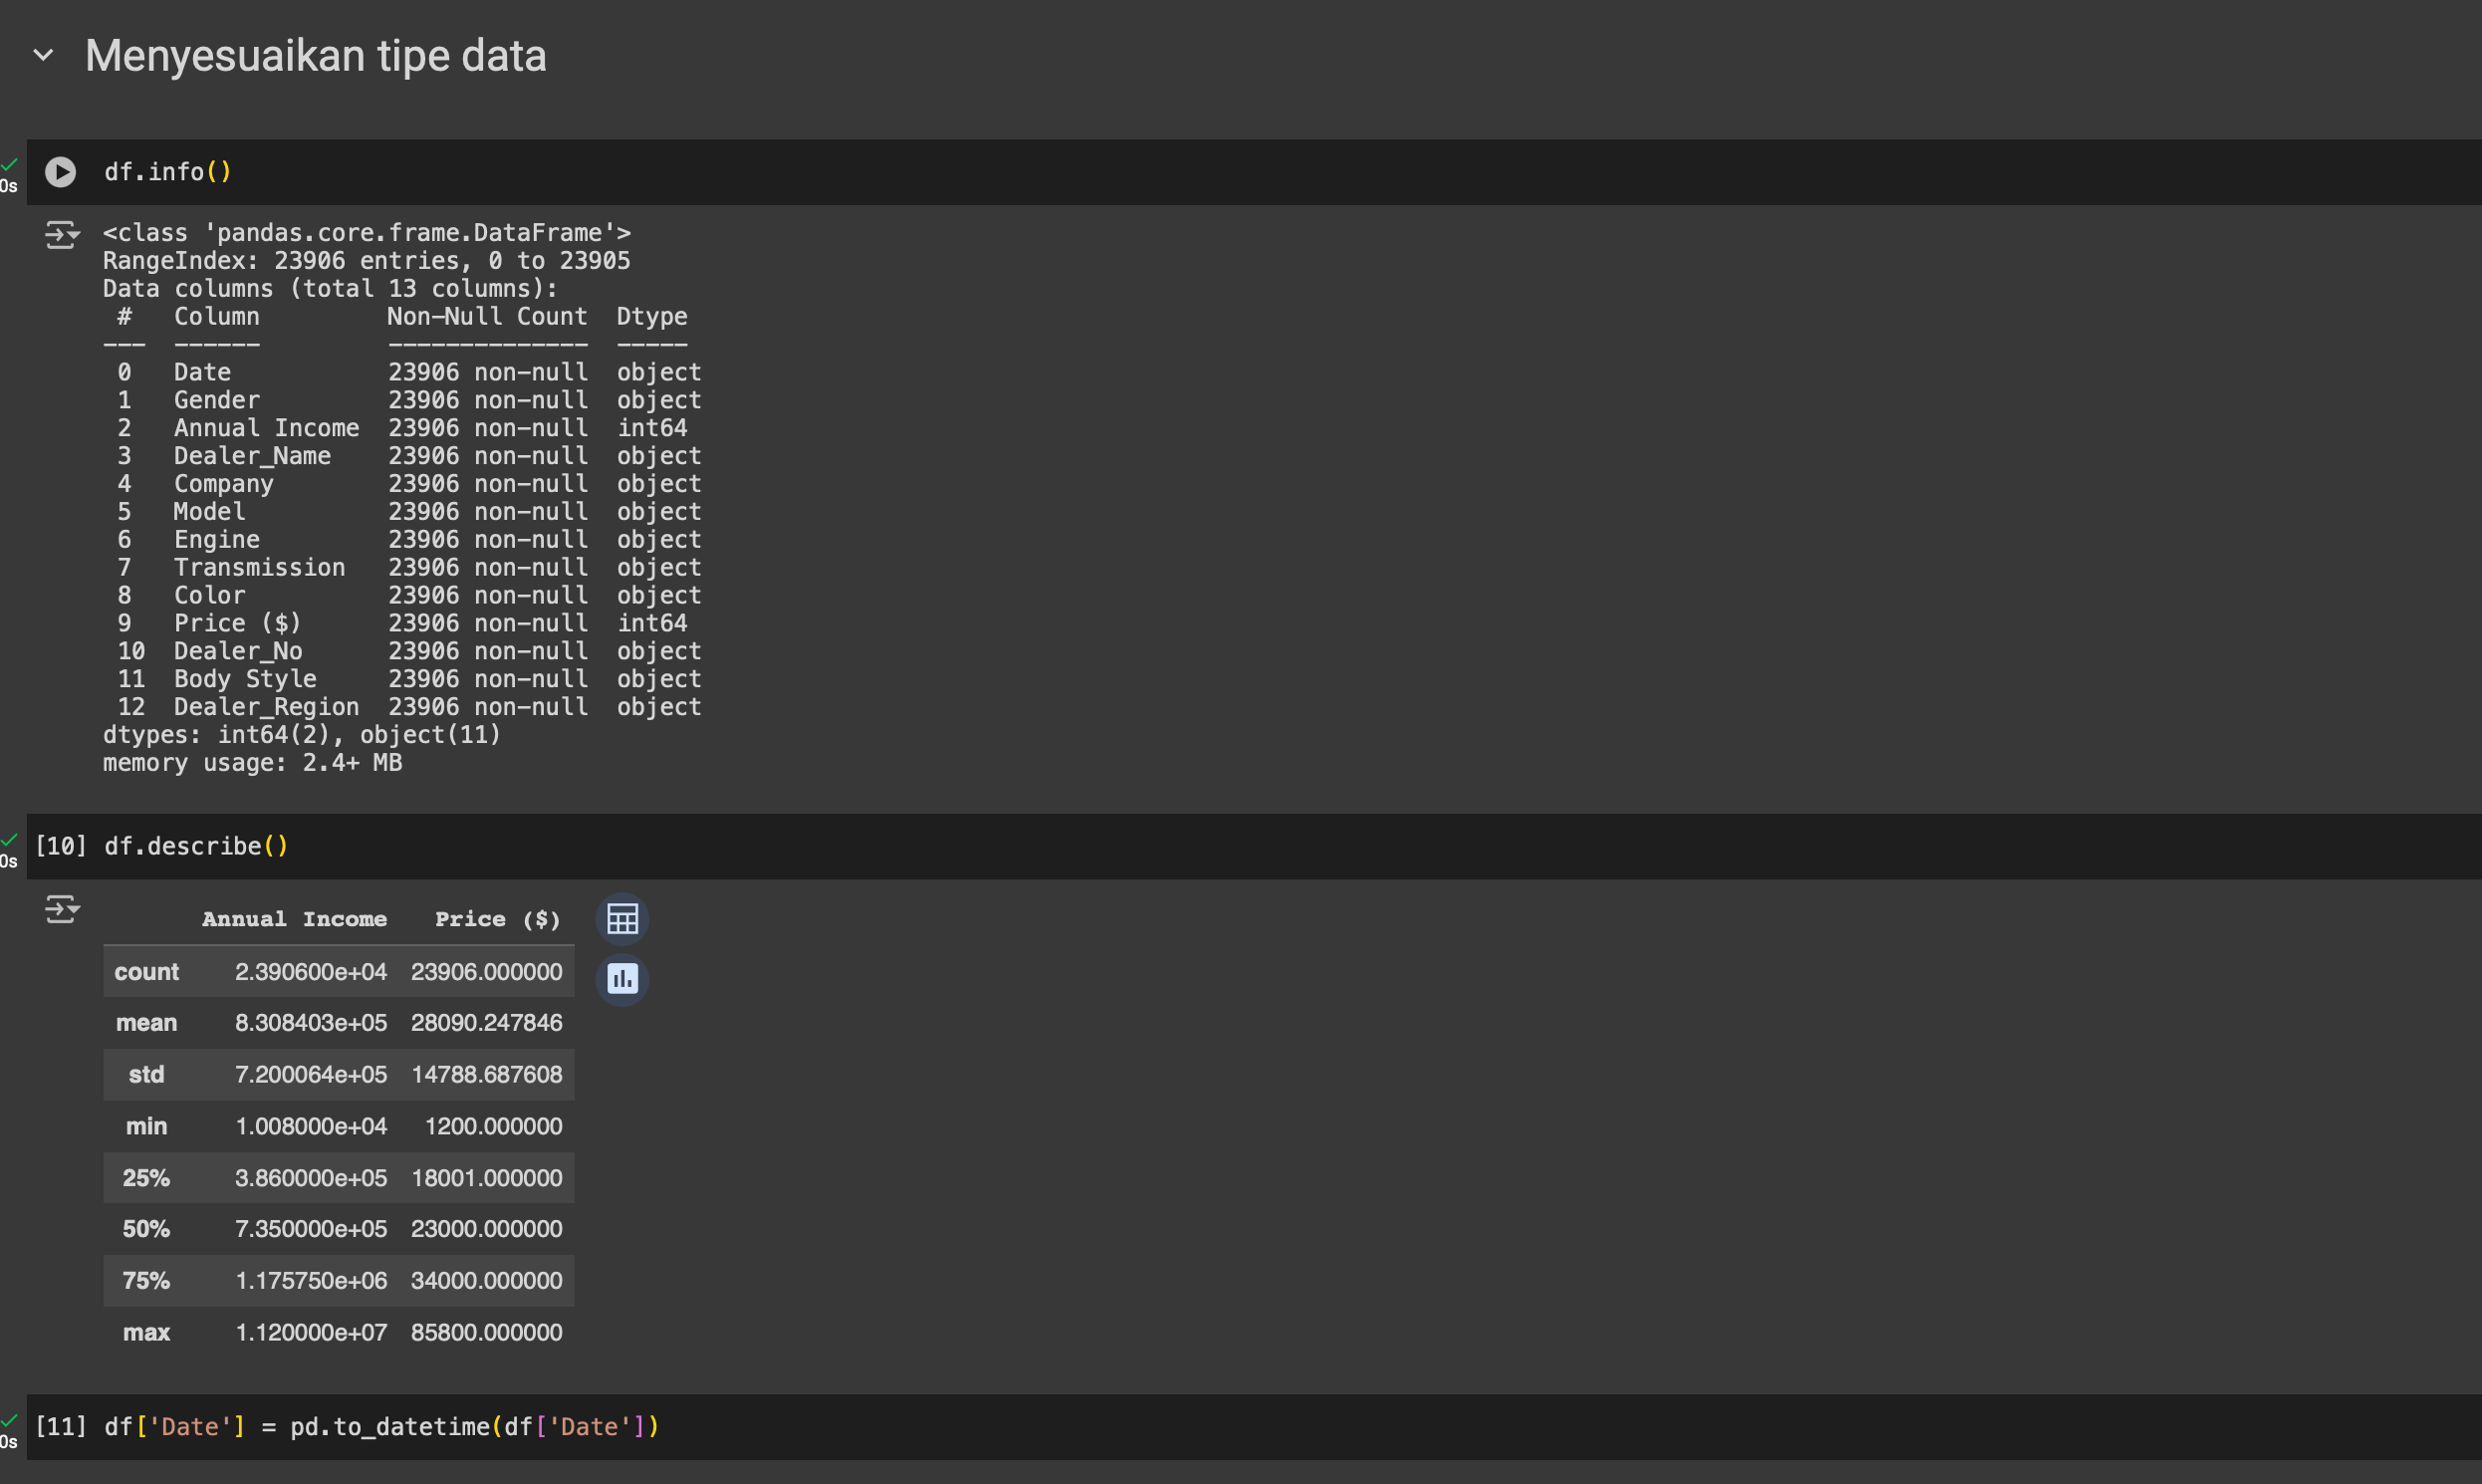 Menyesuaikan tipe data
0s
df.info()
<class 'pandas.core.frame.DataFrame'>
RangeIndex: 23906 entries, 0 to 23905
Data columns (total 13 columns):
 #   Column         Non-Null Count  Dtype
---  ------         --------------  -----
 0   Date           23906 non-null  object
 1   Gender         23906 non-null  object
 2   Annual Income  23906 non-null  int64
 3   Dealer_Name    23906 non-null  object
 4   Company        23906 non-null  object
 5   Model          23906 non-null  object
 6   Engine         23906 non-null  object
 7   Transmission   23906 non-null  object
 8   Color          23906 non-null  object
 9   Price ($)      23906 non-null  int64
 10  Dealer_No      23906 non-null  object
 11  Body Style     23906 non-null  object
 12  Dealer_Region  23906 non-null  object
dtypes: int64(2), object(11)
memory usage: 2.4+ MB
[10] df.describe()
0s
Annual Income Price ($)
count 2.390600e+04 23906.000000
mean 8.308403e+05 28090.247846
std 7.200064e+05 14788.687608
min 1.008000e+04 1200.000000
25% 3.860000e+05 18001.000000
50% 7.350000e+05 23000.000000
75% 1.175750e+06 34000.000000
max 1.120000e+07 85800.000000
[11] df['Date'] = pd.to_datetime(df['Date'])
0s